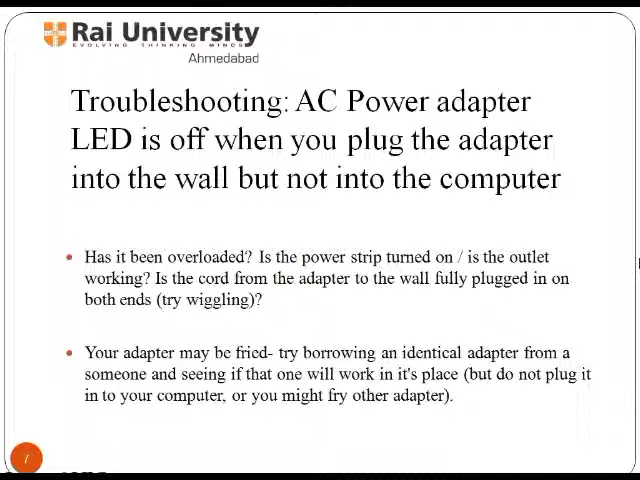 Rai University
EVOLVING THINKING MINDS
Ahmedabad
Troubleshooting: AC Power adapter
LED is off when you plug the adapter
into the wall but not into the computer
• Has it been overloaded? Is the power strip turned on / is the outlet
working? Is the cord from the adapter to the wall fully plugged in on
both ends (try wiggling)?
• Your adapter may be fried- try borrowing an identical adapter from a
someone and seeing if that one will work in it's place (but do not plug it
in to your computer, or you might fry other adapter).
7